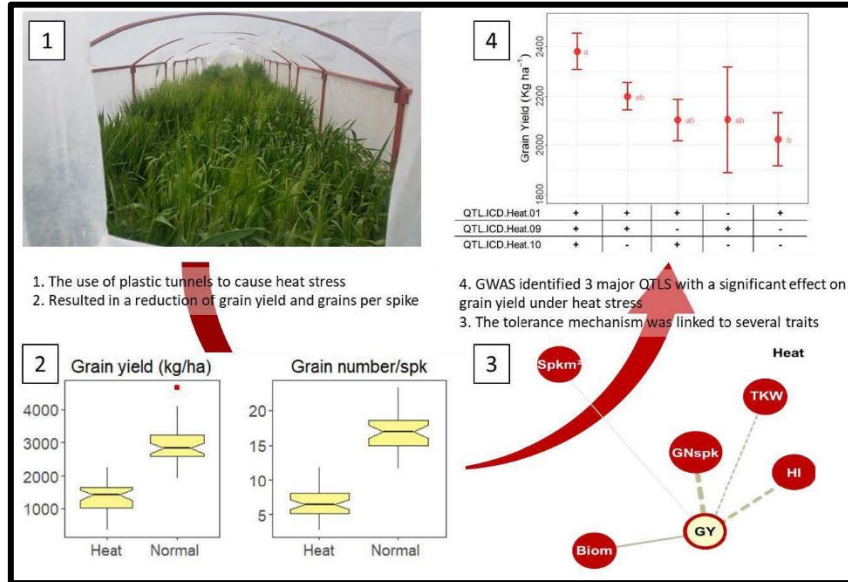 1
1. The use of plastic tunnels to cause heat stress
2. Resulted in a reduction of grain yield and grains per spike
2
Grain yield (kg/ha)
4000
3000
2000
1000
Heat
Normal
Grain number/spk
20
15
10
5
Heat
Normal
4
Grain Yield (Kg ha⁻¹)
2400
2200
2000
1800
a
ab
ab
ab
b
QTL.ICD.Heat.01 + + + - +
QTL.ICD.Heat.09 + + - + -
QTL.ICD.Heat.10 + - + - -
4. GWAS identified 3 major QTLS with a significant effect on
grain yield under heat stress
3. The tolerance mechanism was linked to several traits
3
Heat
Spkm²
TKW
GNspk
HI
GY
Biom